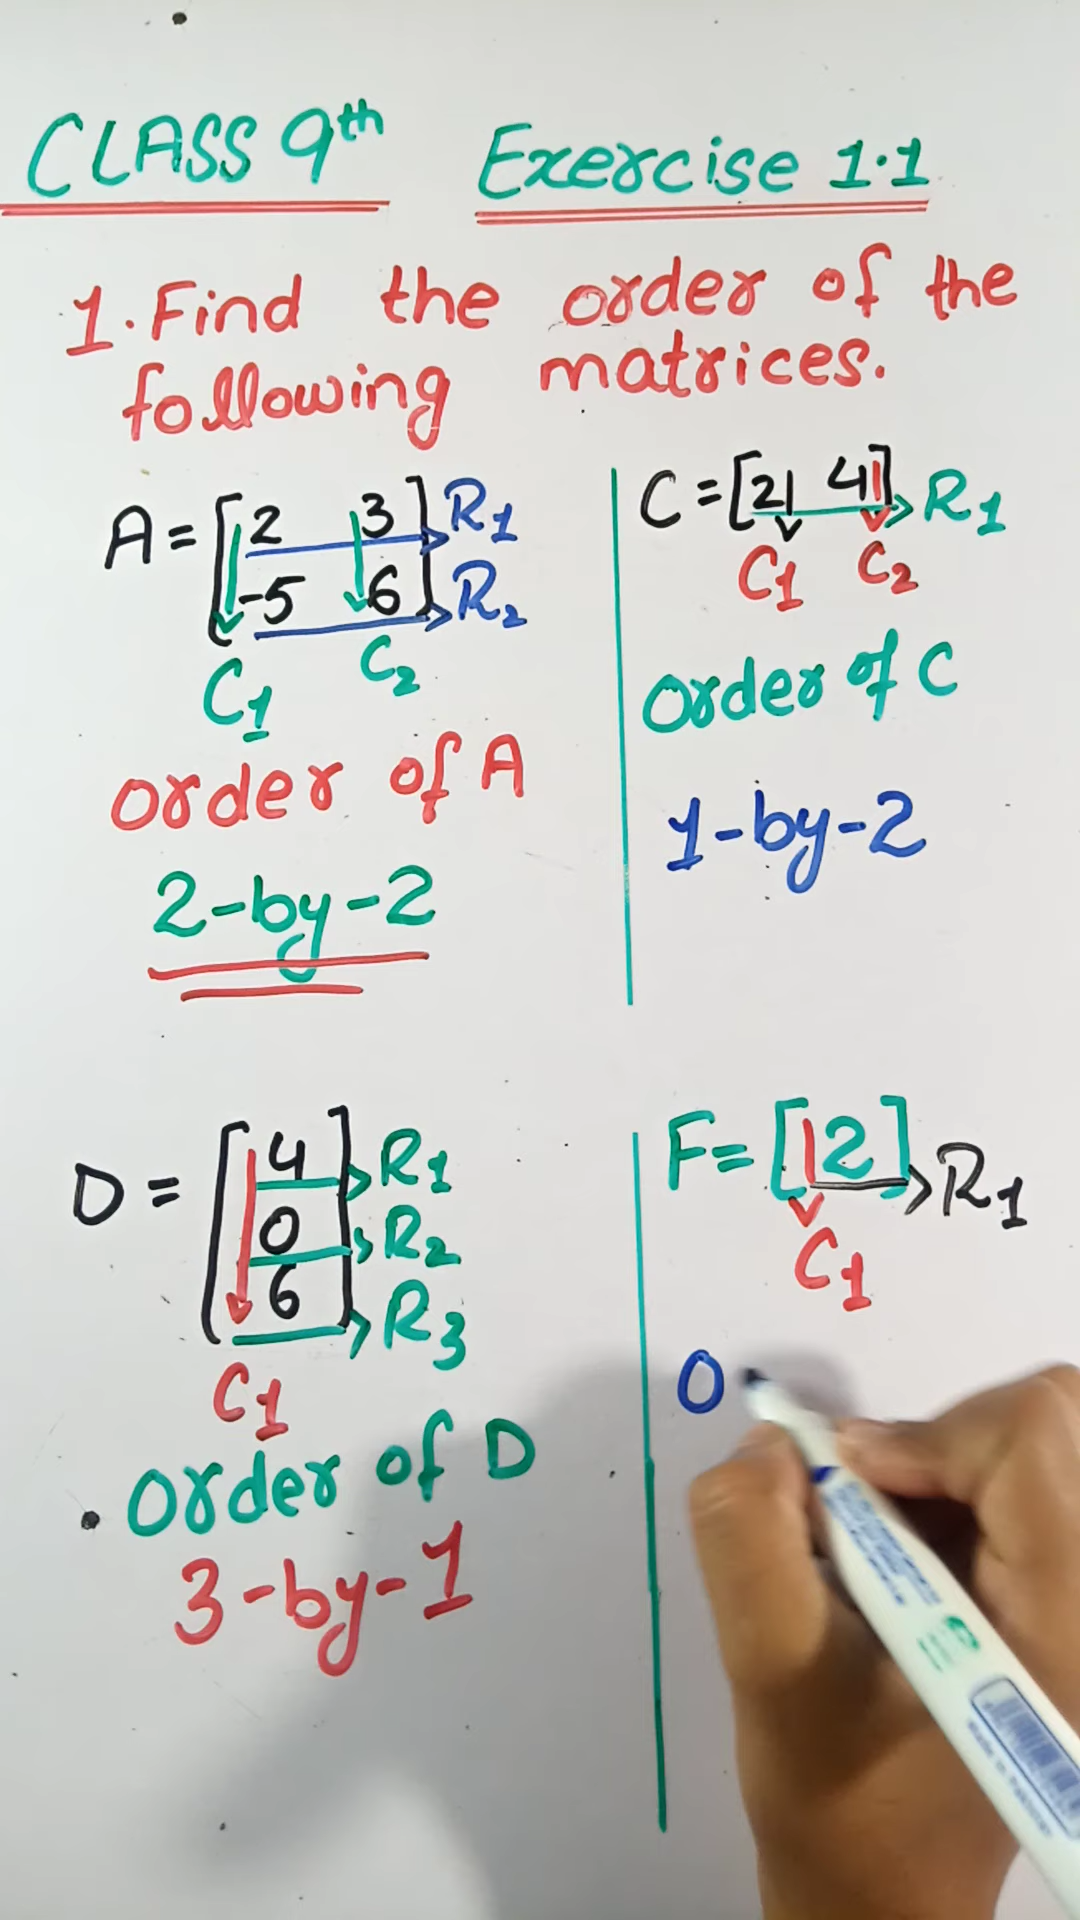 CLASS 9th Exercise 1.1
1. Find the order of the
following matrices.
A = [2 3] R1
[-5 6] R2
C1 C2
order of A
2-by-2
C = [2 4] R1
C1 C2
order of C
1-by-2
D = [4] R1
[0] R2
[6] R3
C1
order of D
3-by-1
F = [2] R1
C1
O